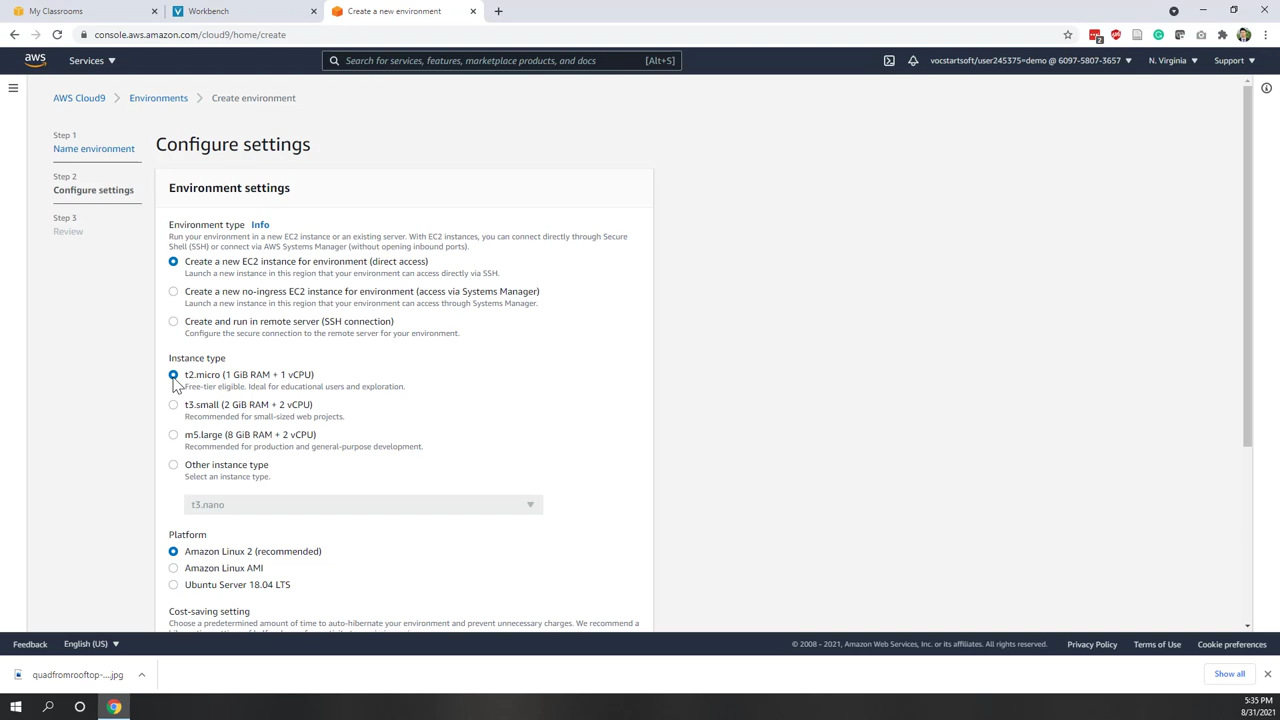 My Classrooms
Workbench
Create a new environment
console.aws.amazon.com/cloud9/home/create
2
aws
Services
Search for services, features, marketplace products, and docs
[Alt+S]
vocstartsoft/user245375=demo @ 6097-5807-3657
N. Virginia
Support
AWS Cloud9
Environments
Create environment
Step 1
Name environment
Step 2
Configure settings
Step 3
Review
Configure settings
Environment settings
Environment type Info
Run your environment in a new EC2 instance or an existing server. With EC2 instances, you can connect directly through Secure
Shell (SSH) or connect via AWS Systems Manager (without opening inbound ports).
Create a new EC2 instance for environment (direct access)
Launch a new instance in this region that your environment can access directly via SSH.
Create a new no-ingress EC2 instance for environment (access via Systems Manager)
Launch a new instance in this region that your environment can access through Systems Manager.
Create and run in remote server (SSH connection)
Configure the secure connection to the remote server for your environment.
Instance type
t2.micro (1 GiB RAM + 1 vCPU)
Free-tier eligible. Ideal for educational users and exploration.
t3.small (2 GiB RAM + 2 vCPU)
Recommended for small-sized web projects.
m5.large (8 GiB RAM + 2 vCPU)
Recommended for production and general-purpose development.
Other instance type
Select an instance type.
t3.nano
Platform
Amazon Linux 2 (recommended)
Amazon Linux AMI
Ubuntu Server 18.04 LTS
Cost-saving setting
Choose a predetermined amount of time to auto-hibernate your environment and prevent unnecessary charges. We recommend a
Feedback
English (US)
© 2008 - 2021, Amazon Web Services, Inc. or its affiliates. All rights reserved.
Privacy Policy
Terms of Use
Cookie preferences
quadfromrooftop-....jpg
Show all
5:35 PM
8/31/2021